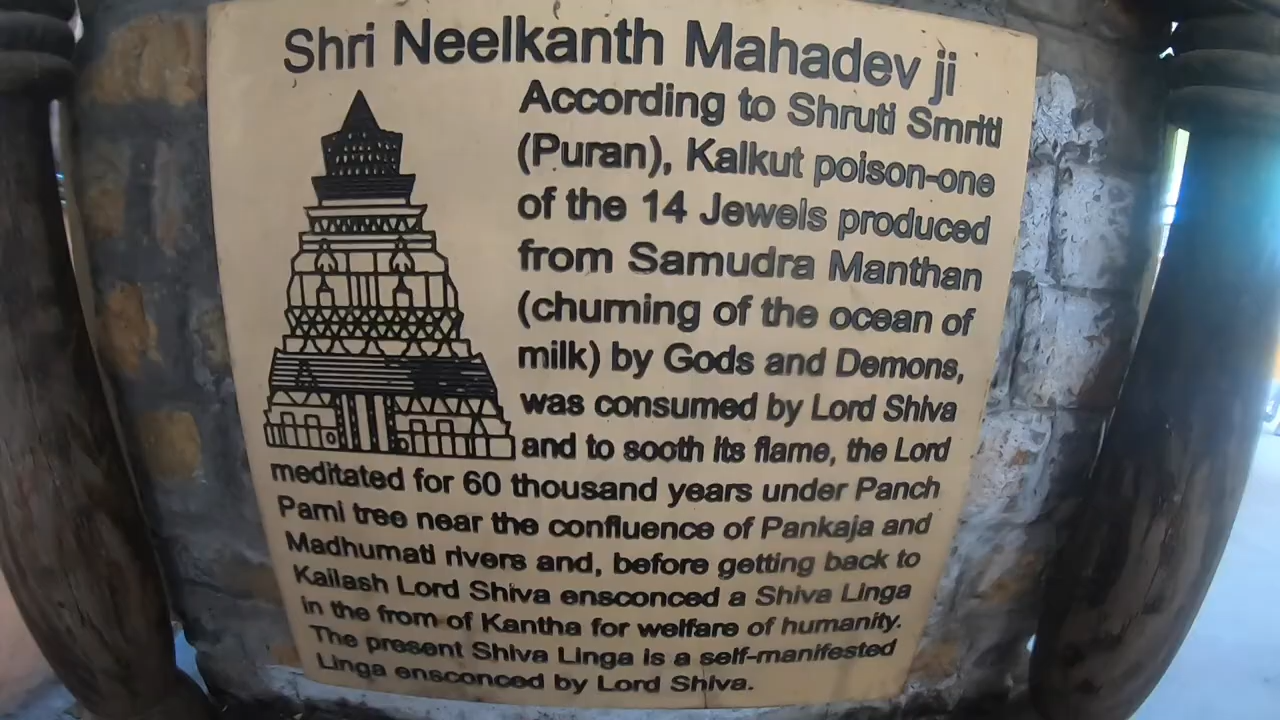 Shri Neelkanth Mahadev ji
According to Shruti Smriti
(Puran), Kalkut poison-one
of the 14 Jewels produced
from Samudra Manthan
(churning of the ocean of
milk) by Gods and Demons,
was consumed by Lord Shiva
and to sooth its flame, the Lord
meditated for 60 thousand years under Panch
Parni tree near the confluence of Pankaja and
Madhumati rivers and, before getting back to
Kailash Lord Shiva ensconced a Shiva Linga
in the from of Kantha for welfare of humanity.
The present Shiva Linga is a self-manifested
Linga ensconced by Lord Shiva.